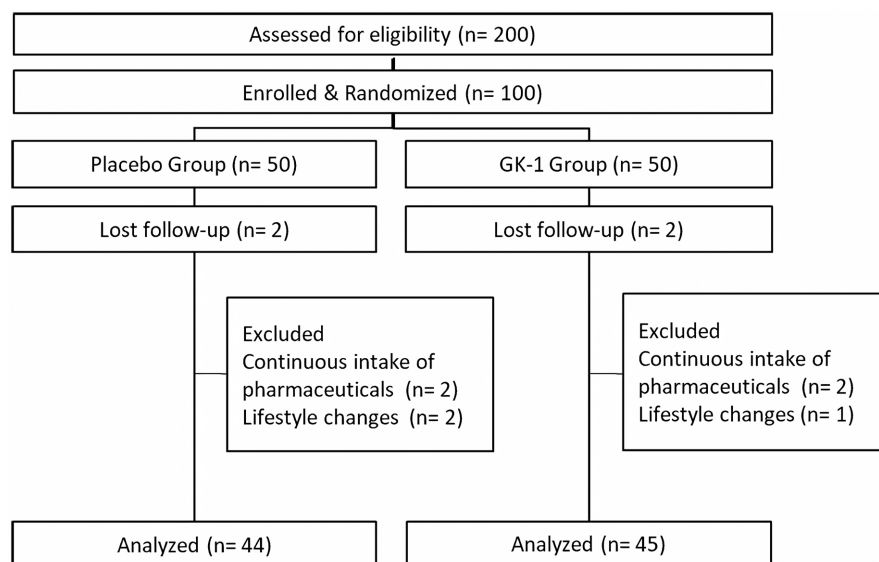 Assessed for eligibility (n= 200)
Enrolled & Randomized (n= 100)
Placebo Group (n= 50)
GK-1 Group (n= 50)
Lost follow-up (n= 2)
Lost follow-up (n= 2)
Excluded
Continuous intake of
pharmaceuticals (n= 2)
Lifestyle changes (n= 2)
Excluded
Continuous intake of
pharmaceuticals (n= 2)
Lifestyle changes (n= 1)
Analyzed (n= 44)
Analyzed (n= 45)